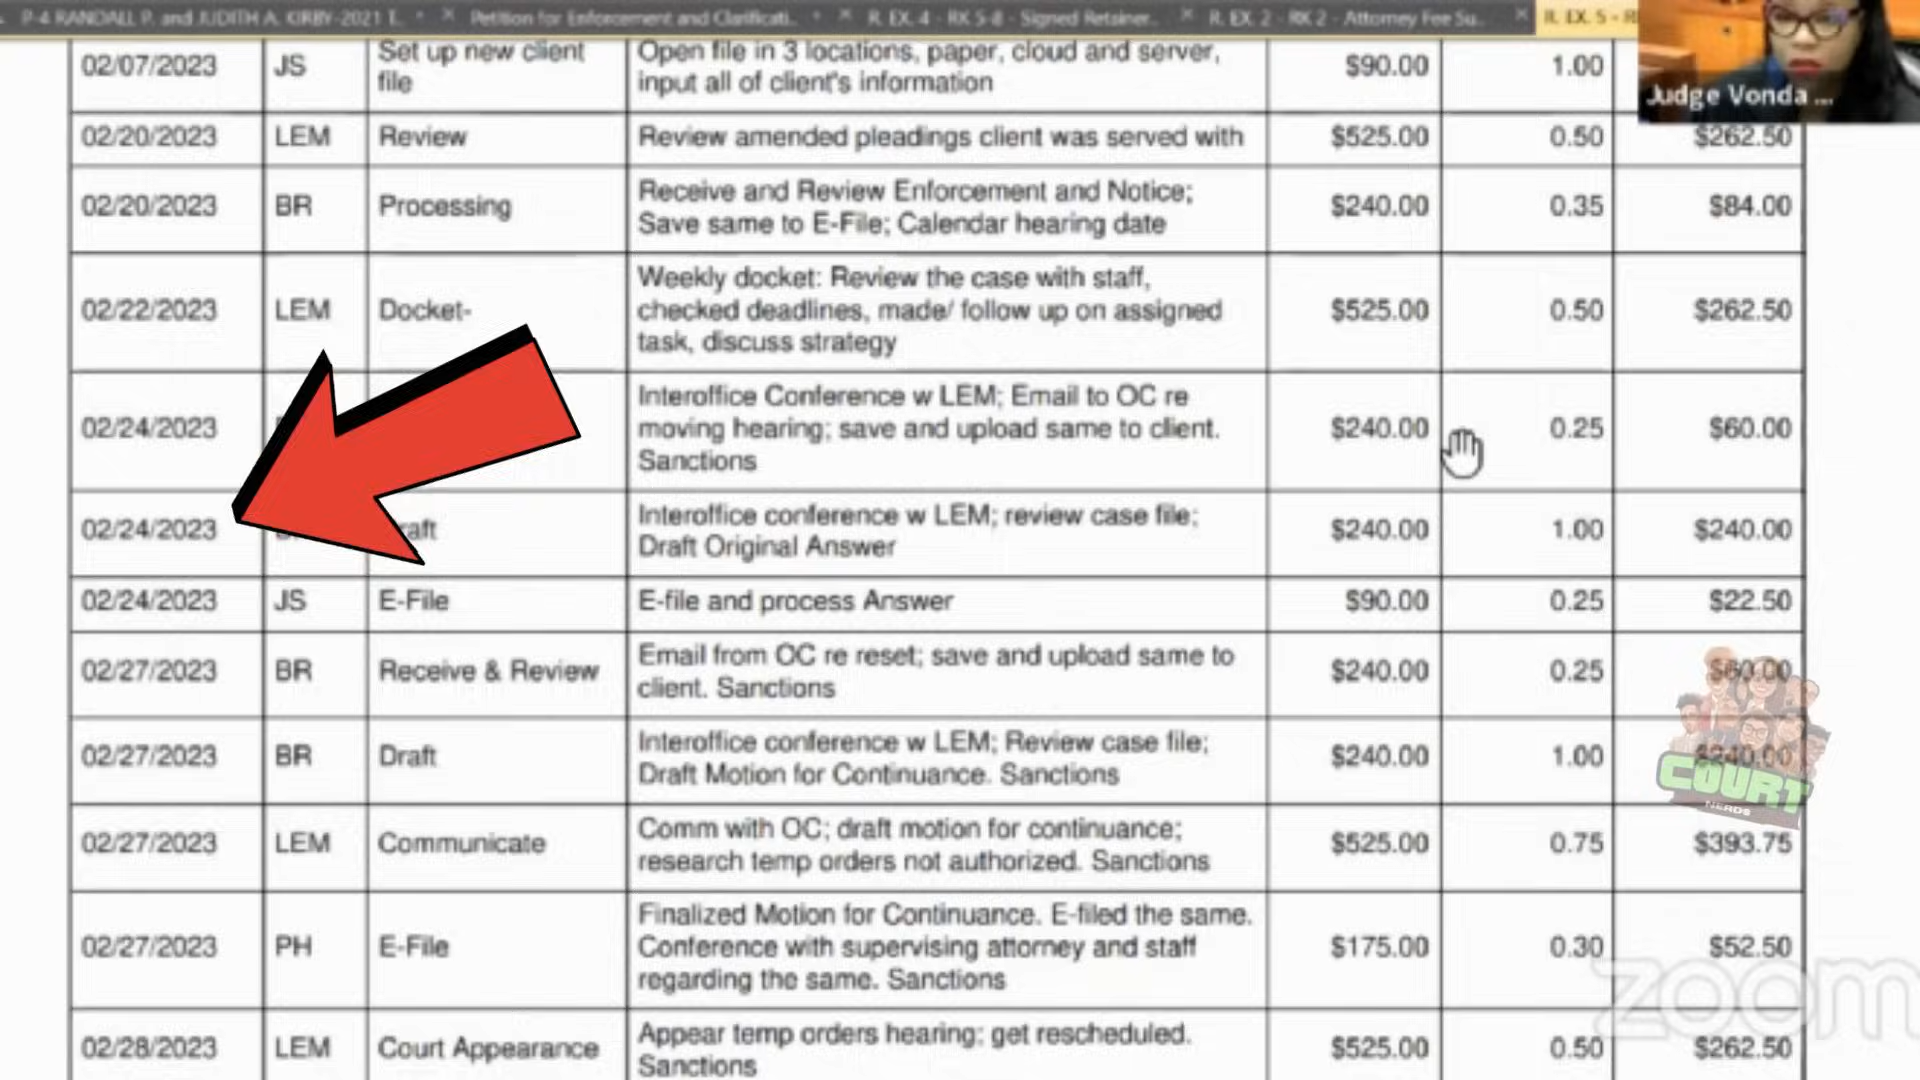 P-4 RANDALL P. and JUDITH A. KIRBY-2021 T...
Petition for Enforcement and Clarificati...
R. EX. 4 - RK 5-8 - Signed Retainer...
R. EX. 2 - RK 2 - Attorney Fee Su...
R. EX. 5 - R
Judge Vonda ...
02/07/2023 JS Set up new client file Open file in 3 locations, paper, cloud and server, input all of client's information $90.00 1.00
02/20/2023 LEM Review Review amended pleadings client was served with $525.00 0.50 $262.50
02/20/2023 BR Processing Receive and Review Enforcement and Notice; Save same to E-File; Calendar hearing date $240.00 0.35 $84.00
02/22/2023 LEM Docket- Weekly docket: Review the case with staff, checked deadlines, made/ follow up on assigned task, discuss strategy $525.00 0.50 $262.50
02/24/2023 Interoffice Conference w LEM; Email to OC re moving hearing; save and upload same to client. Sanctions $240.00 0.25 $60.00
02/24/2023 raft Interoffice conference w LEM; review case file; Draft Original Answer $240.00 1.00 $240.00
02/24/2023 JS E-File E-file and process Answer $90.00 0.25 $22.50
02/27/2023 BR Receive & Review Email from OC re reset; save and upload same to client. Sanctions $240.00 0.25 $60.00
02/27/2023 BR Draft Interoffice conference w LEM; Review case file; Draft Motion for Continuance. Sanctions $240.00 1.00 $240.00
02/27/2023 LEM Communicate Comm with OC; draft motion for continuance; research temp orders not authorized. Sanctions $525.00 0.75 $393.75
02/27/2023 PH E-File Finalized Motion for Continuance. E-filed the same. Conference with supervising attorney and staff regarding the same. Sanctions $175.00 0.30 $52.50
02/28/2023 LEM Court Appearance Appear temp orders hearing; get rescheduled. Sanctions $525.00 0.50 $262.50
COURT
NERDS
zoom